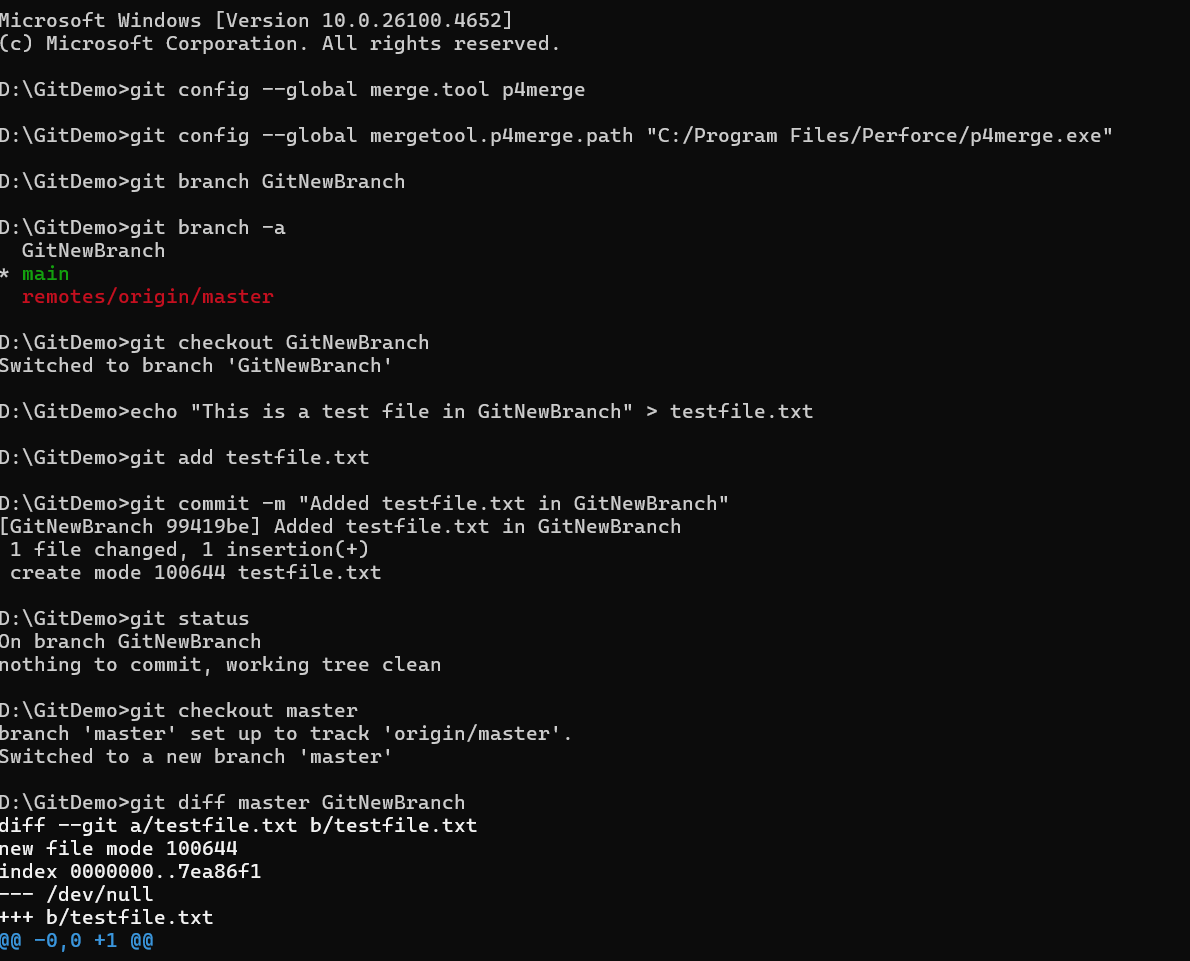 Microsoft Windows [Version 10.0.26100.4652]
(c) Microsoft Corporation. All rights reserved.
D:\GitDemo>git config --global merge.tool p4merge
D:\GitDemo>git config --global mergetool.p4merge.path "C:/Program Files/Perforce/p4merge.exe"
D:\GitDemo>git branch GitNewBranch
D:\GitDemo>git branch -a
  GitNewBranch
* main
  remotes/origin/master
D:\GitDemo>git checkout GitNewBranch
Switched to branch 'GitNewBranch'
D:\GitDemo>echo "This is a test file in GitNewBranch" > testfile.txt
D:\GitDemo>git add testfile.txt
D:\GitDemo>git commit -m "Added testfile.txt in GitNewBranch"
[GitNewBranch 99419be] Added testfile.txt in GitNewBranch
 1 file changed, 1 insertion(+)
 create mode 100644 testfile.txt
D:\GitDemo>git status
On branch GitNewBranch
nothing to commit, working tree clean
D:\GitDemo>git checkout master
branch 'master' set up to track 'origin/master'.
Switched to a new branch 'master'
D:\GitDemo>git diff master GitNewBranch
diff --git a/testfile.txt b/testfile.txt
new file mode 100644
index 0000000..7ea86f1
--- /dev/null
+++ b/testfile.txt
@@ -0,0 +1 @@